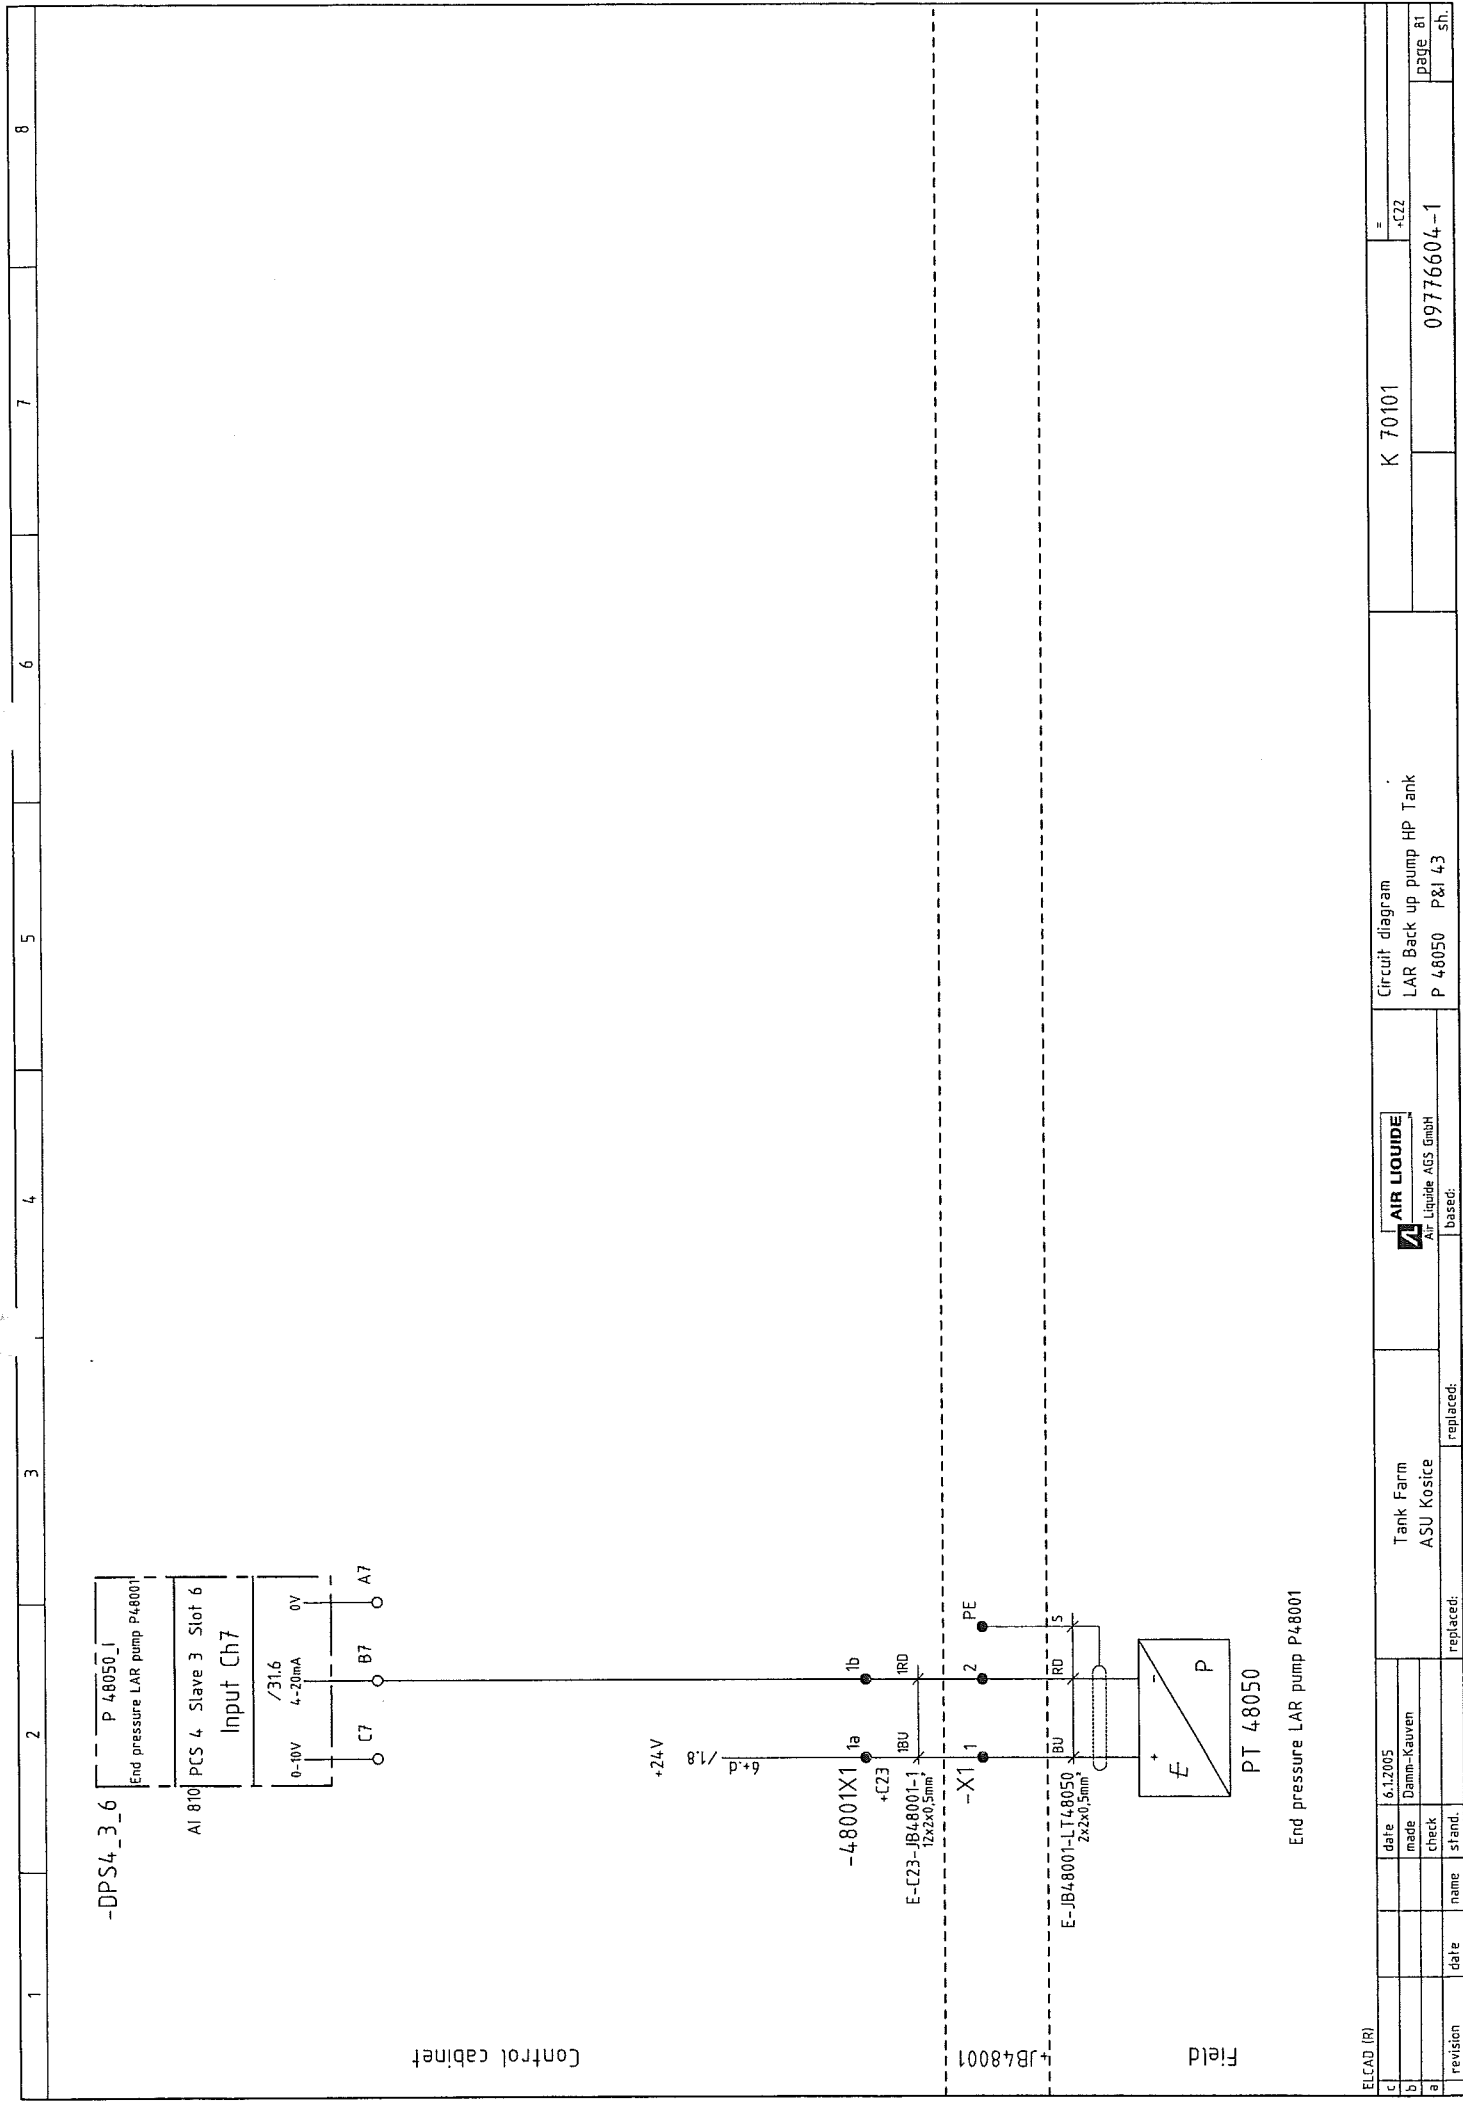 1
2
3
4
5
6
7
8
-DPS4_3_6
P 48050_I
End pressure LAR pump P48001
AI 810
PCS 4 Slave 3 Slot 6
Input Ch7
/31.6
0-10V
4-20mA
0V
C7
B7
A7
Control cabinet
+24V
/1.8
-48001X1
1a
1b
+C23
1BU
1RD
E-C23-JB48001-1
12x2x0,5mm²
+JB48001
-X1
1
2
PE
E-JB48001-LT48050
2x2x0,5mm²
BU
RD
S
Field
+
-
E
P
PT 48050
End pressure LAR pump P48001
ELCAD (R)
c
b
a
revision
date
name
date
6.1.2005
made
Damm-Kauven
check
stand.
replaced:
Tank Farm
ASU Kosice
replaced:
AIR LIQUIDE
Air Liquide AGS GmbH
based:
Circuit diagram
LAR Back up pump HP Tank
P 48050 P&I 43
K 70101
=
+C22
09776604-1
page 81
sh.